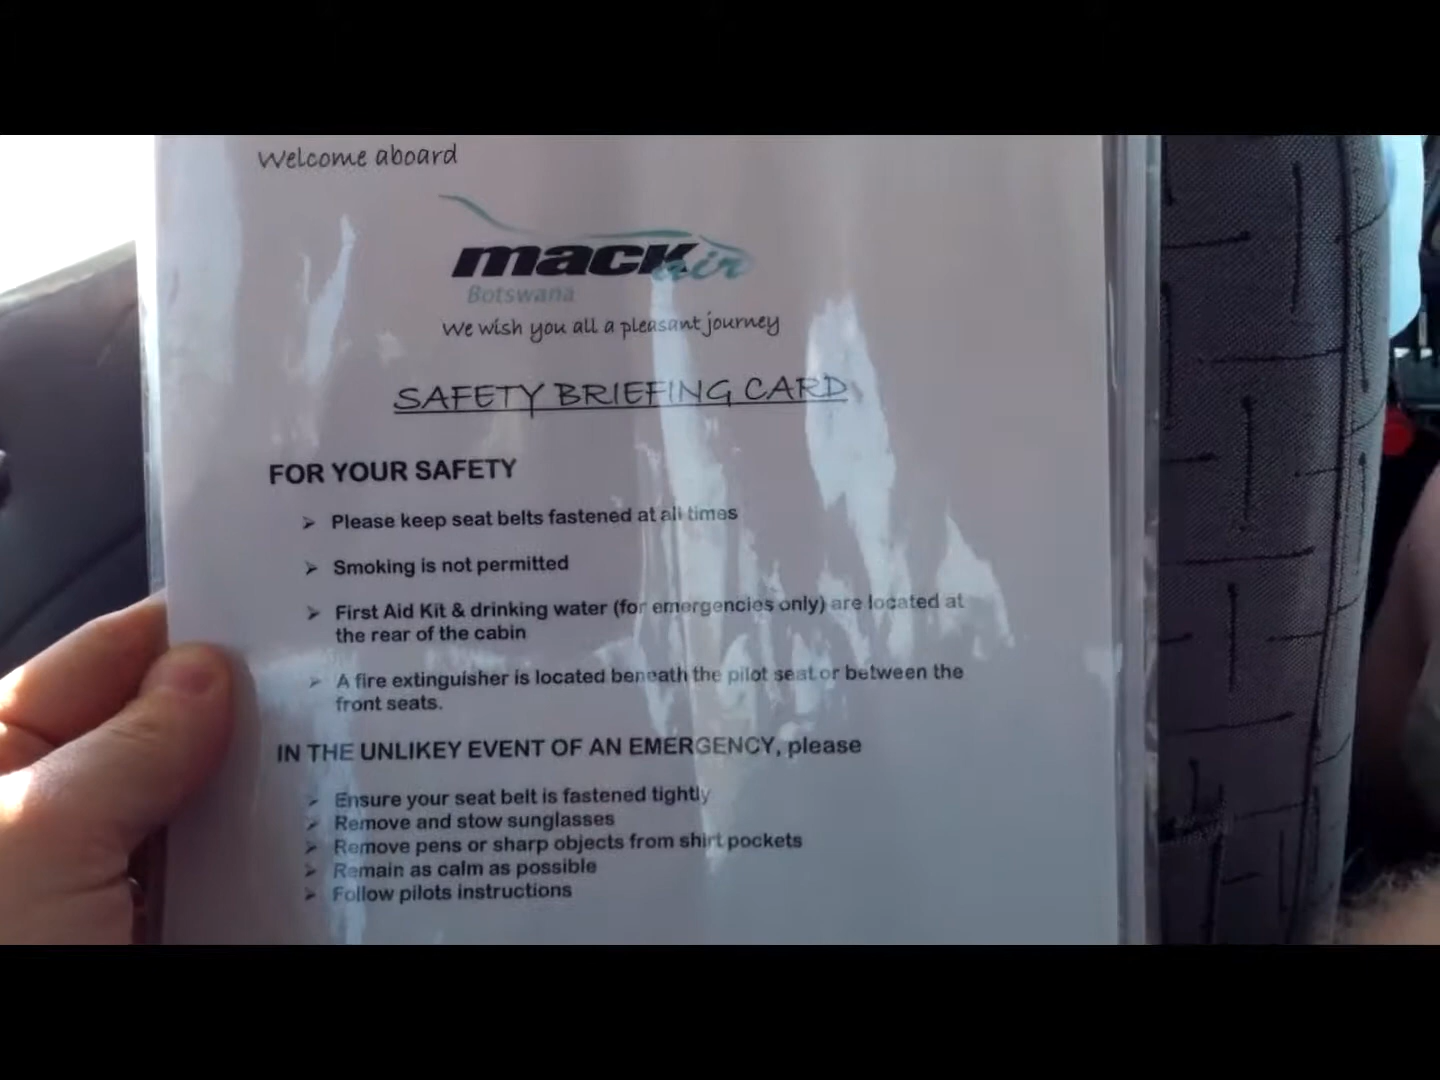 Welcome aboard
mackair
Botswana
We wish you all a pleasant journey
SAFETY BRIEFING CARD
FOR YOUR SAFETY
➢ Please keep seat belts fastened at all times
➢ Smoking is not permitted
➢ First Aid Kit & drinking water (for emergencies only) are located at
the rear of the cabin
➢ A fire extinguisher is located beneath the pilot seat or between the
front seats.
IN THE UNLIKEY EVENT OF AN EMERGENCY, please
➢ Ensure your seat belt is fastened tightly
➢ Remove and stow sunglasses
➢ Remove pens or sharp objects from shirt pockets
➢ Remain as calm as possible
➢ Follow pilots instructions